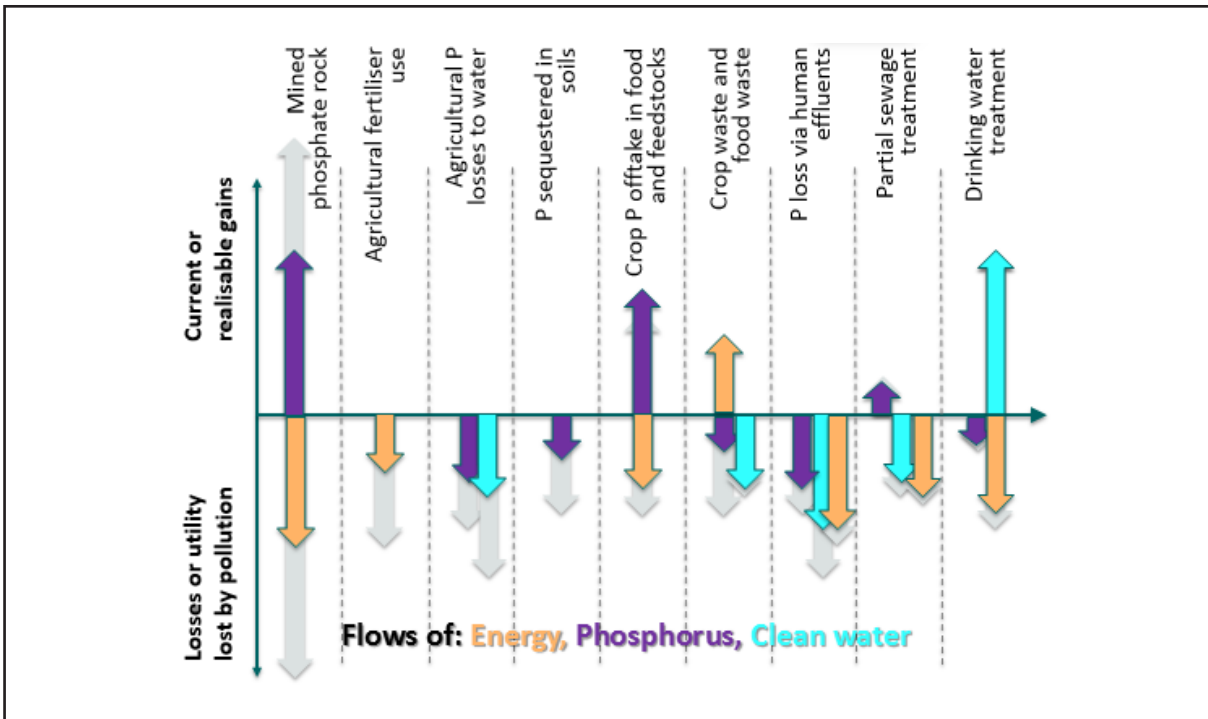 Mined
phosphate rock
Agricultural fertiliser
use
Agricultural P
losses to water
P sequestered in
soils
Crop P offtake in food
and feedstocks
Crop waste and
food waste
P loss via human
effluents
Partial sewage
treatment
Drinking water
treatment
Current or
realisable gains
Losses or utility
lost by pollution
Flows of: Energy, Phosphorus, Clean water